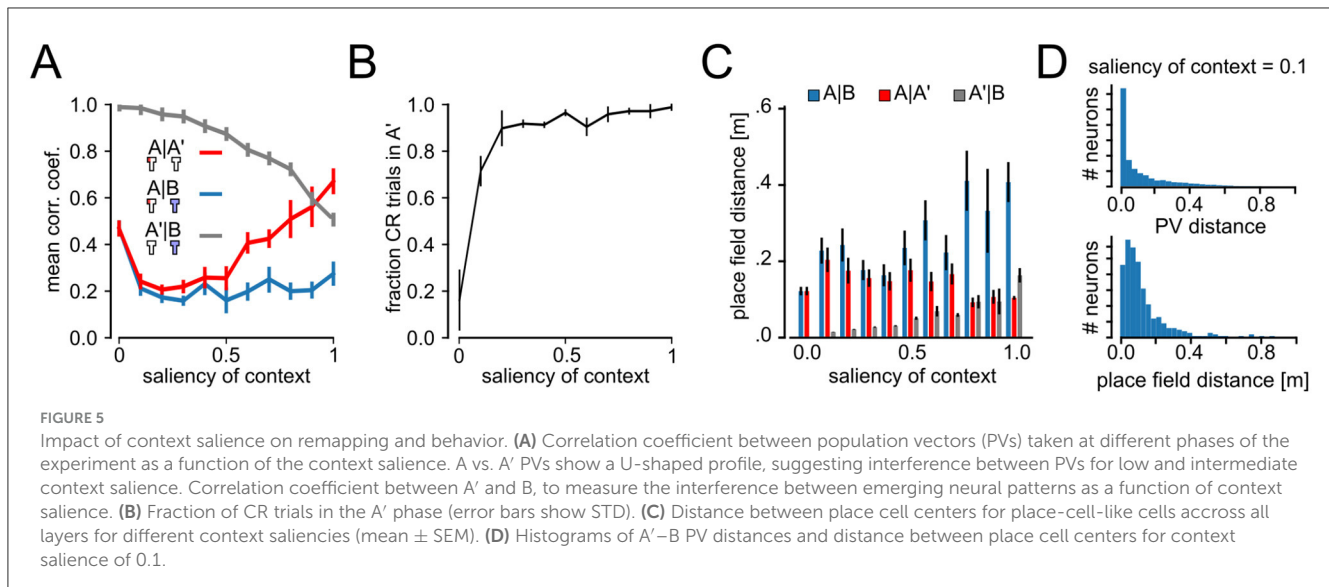 A
mean corr. coef.
1.0
0.8
0.6
0.4
0.2
0.0
A|A′
A|B
A′|B
0
0.5
1
saliency of context
B
fraction CR trials in A′
1.0
0.8
0.6
0.4
0.2
0.0
0
0.5
1
saliency of context
C
A|B
A|A′
A′|B
place field distance [m]
.6
.4
.2
.0
0.0
0.5
1.0
saliency of context
D
saliency of context = 0.1
# neurons
0.0
0.4
0.8
PV distance
# neurons
0.0
0.4
0.8
place field distance [m]
FIGURE 5
Impact of context salience on remapping and behavior. (A) Correlation coefficient between population vectors (PVs) taken at different phases of the
experiment as a function of the context salience. A vs. A′ PVs show a U-shaped profile, suggesting interference between PVs for low and intermediate
context salience. Correlation coefficient between A′ and B, to measure the interference between emerging neural patterns as a function of context
salience. (B) Fraction of CR trials in the A′ phase (error bars show STD). (C) Distance between place cell centers for place-cell-like cells accross all
layers for different context saliencies (mean ± SEM). (D) Histograms of A′–B PV distances and distance between place cell centers for context
salience of 0.1.